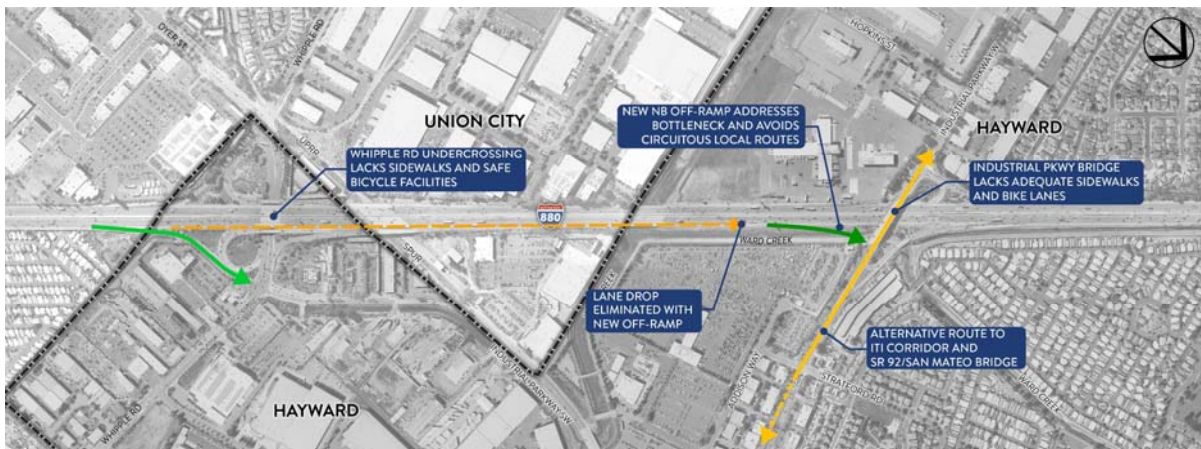 DYER ST.
WHIPPLE RD
UNION CITY
WHIPPLE RD UNDERCROSSING
LACKS SIDEWALKS AND SAFE
BICYCLE FACILITIES
UPRR
SPUR
880
NEW NB OFF-RAMP ADDRESSES
BOTTLENECK AND AVOIDS
CIRCUITOUS LOCAL ROUTES
HOPKINS ST.
INDUSTRIAL PARKWAY W
HAYWARD
INDUSTRIAL PKWY BRIDGE
LACKS ADEQUATE SIDEWALKS
AND BIKE LANES
WARD CREEK
CREEK
LANE DROP
ELIMINATED WITH
NEW OFF-RAMP
ALTERNATIVE ROUTE TO
ITI CORRIDOR AND
SR 92/SAN MATEO BRIDGE
ADDISON WAY
STRATFORD RD
WARD CREEK
INDUSTRIAL PARKWAY SW
HAYWARD
WHIPPLE RD